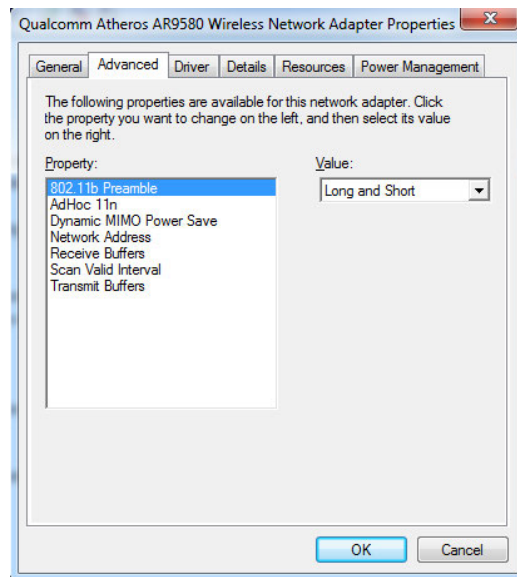 Qualcomm Atheros AR9580 Wireless Network Adapter Properties
General Advanced Driver Details Resources Power Management
The following properties are available for this network adapter. Click
the property you want to change on the left, and then select its value
on the right.
Property:
802.11b Preamble
AdHoc 11n
Dynamic MIMO Power Save
Network Address
Receive Buffers
Scan Valid Interval
Transmit Buffers
Value:
Long and Short
OK Cancel